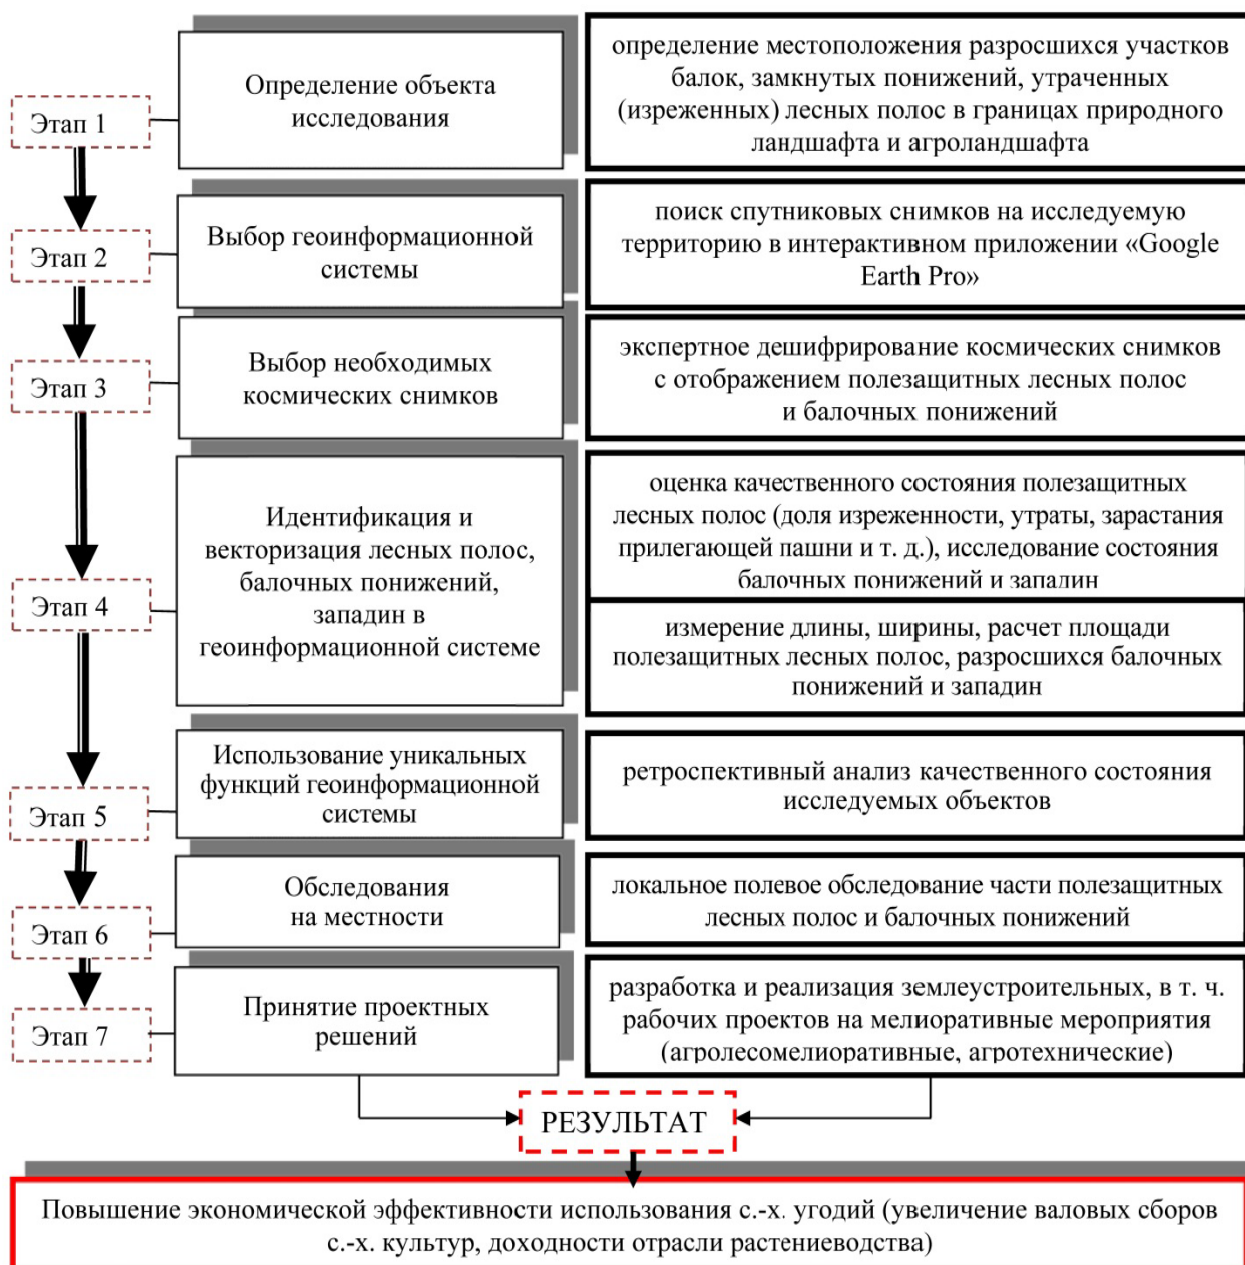 Этап 1
Определение объекта
исследования
определение местоположения разросшихся участков
балок, замкнутых понижений, утраченных
(изреженных) лесных полос в границах природного
ландшафта и агроландшафта
Этап 2
Выбор геоинформационной
системы
поиск спутниковых снимков на исследуемую
территорию в интерактивном приложении «Google
Earth Pro»
Этап 3
Выбор необходимых
космических снимков
экспертное дешифрирование космических снимков
с отображением полезащитных лесных полос
и балочных понижений
Этап 4
Идентификация и
векторизация лесных полос,
балочных понижений,
западин в
геоинформационной системе
оценка качественного состояния полезащитных
лесных полос (доля изреженности, утраты, зарастания
прилегающей пашни и т. д.), исследование состояния
балочных понижений и западин
измерение длины, ширины, расчет площади
полезащитных лесных полос, разросшихся балочных
понижений и западин
Этап 5
Использование уникальных
функций геоинформационной
системы
ретроспективный анализ качественного состояния
исследуемых объектов
Этап 6
Обследования
на местности
локальное полевое обследование части полезащитных
лесных полос и балочных понижений
Этап 7
Принятие проектных
решений
разработка и реализация землеустроительных, в т. ч.
рабочих проектов на мелиоративные мероприятия
(агролесомелиоративные, агротехнические)
РЕЗУЛЬТАТ
Повышение экономической эффективности использования с.-х. угодий (увеличение валовых сборов
с.-х. культур, доходности отрасли растениеводства)